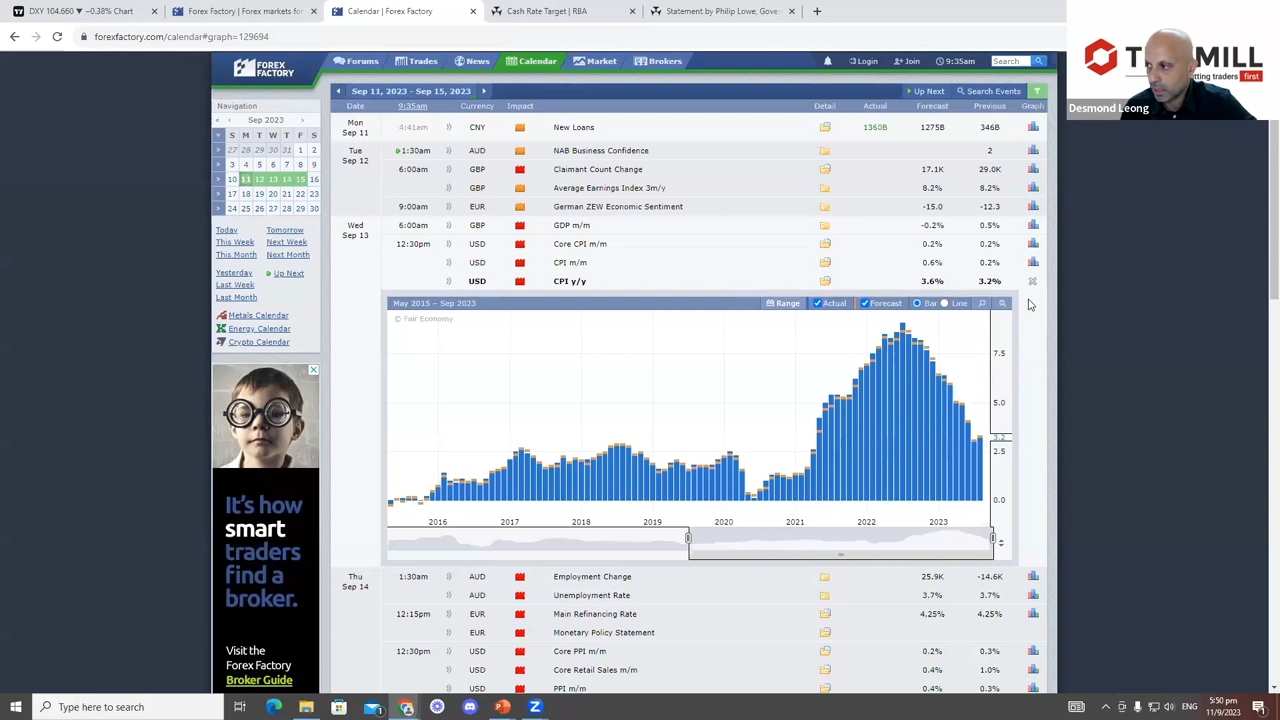 DXY 104.660 ▼ −0.38% Chart
Forex Factory | Forex markets for
Calendar | Forex Factory
Cash Rate Target | RBA
Statement by Philip Lowe, Gover
forexfactory.com/calendar#graph=129694
TICKMILL
putting traders first
Desmond Leong
FOREX FACTORY
Forums
Trades
News
Calendar
Market
Brokers
Login
Join
9:35am
Search
Navigation
Sep 2023
S M T W T F S
27 28 29 30 31 1 2
3 4 5 6 7 8 9
10 11 12 13 14 15 16
17 18 19 20 21 22 23
24 25 26 27 28 29 30
Today Tomorrow
This Week Next Week
This Month Next Month
Yesterday Up Next
Last Week
Last Month
Metals Calendar
Energy Calendar
Crypto Calendar
It's how
smart
traders
find a
broker.
Visit the
Forex Factory
Broker Guide
Sep 11, 2023 - Sep 15, 2023
Up Next
Search Events
Date 9:35am Currency Impact Detail Actual Forecast Previous Graph
Mon Sep 11 4:41am CNY New Loans 1360B 1275B 346B
Tue Sep 12 1:30am AUD NAB Business Confidence 2
6:00am GBP Claimant Count Change 17.1K 29.0K
GBP Average Earnings Index 3m/y 8.2% 8.2%
9:00am EUR German ZEW Economic Sentiment -15.0 -12.3
Wed Sep 13 6:00am GBP GDP m/m -0.2% 0.5%
12:30pm USD Core CPI m/m 0.2% 0.2%
USD CPI m/m 0.6% 0.2%
USD CPI y/y 3.6% 3.2%
May 2015 – Sep 2023 Range Actual Forecast Bar Line
© Fair Economy
7.5
5.0
3.2
2.5
0.0
2016 2017 2018 2019 2020 2021 2022 2023
Thu Sep 14 1:30am AUD Employment Change 25.9K -14.6K
AUD Unemployment Rate 3.7% 3.7%
12:15pm EUR Main Refinancing Rate 4.25% 4.25%
EUR Monetary Policy Statement
12:30pm USD Core PPI m/m 0.2% 0.3%
USD Core Retail Sales m/m 0.4% 1.0%
USD PPI m/m 0.4% 0.3%
Type here to search
5:50 pm
11/9/2023